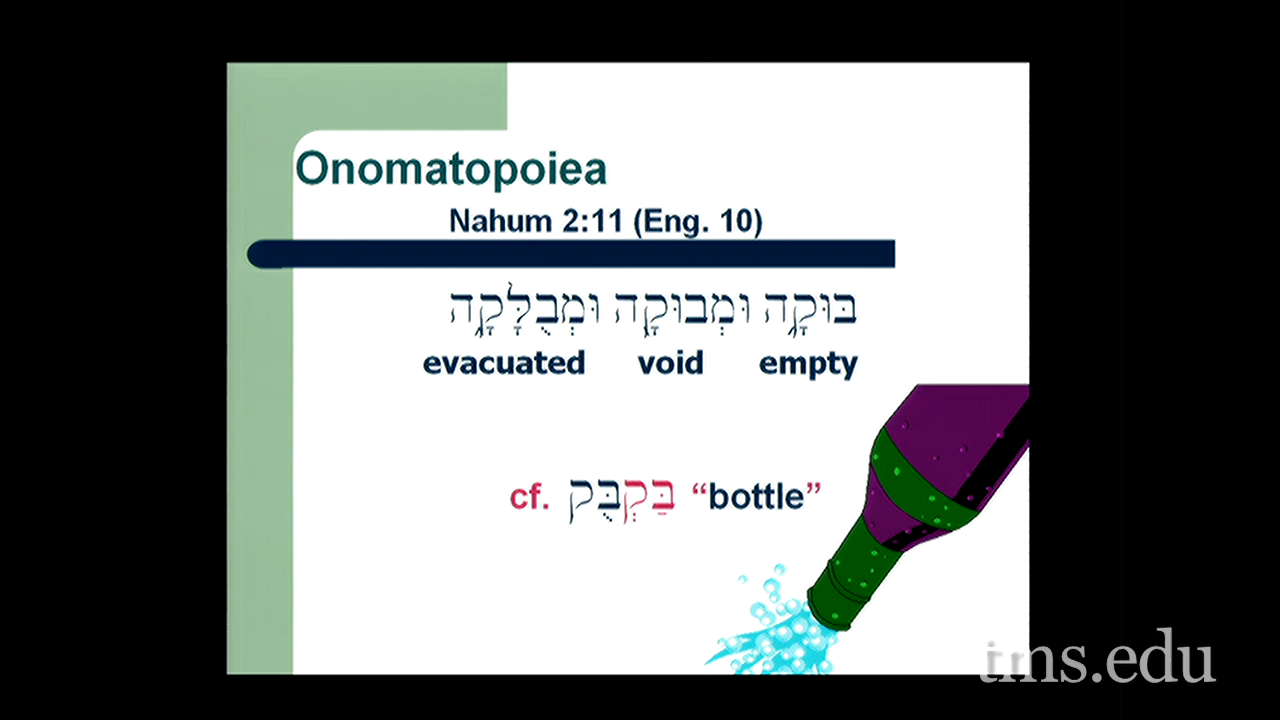 Onomatopoiea
Nahum 2:11 (Eng. 10)
בּוּקָה וּמְבוּקָה וּמְבֻלָּקָה
evacuated void empty
cf. בַּקְבֻּק “bottle”
tms.edu